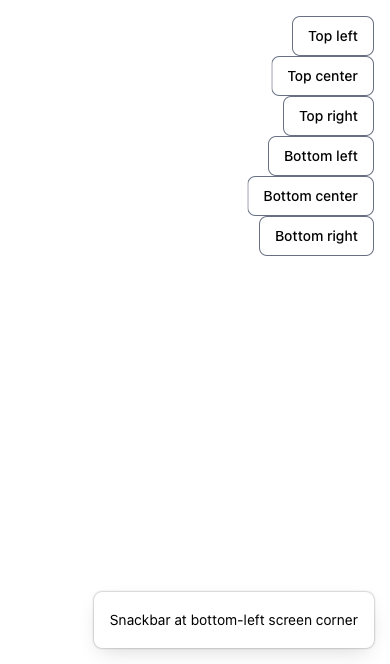 Top left
Top center
Top right
Bottom left
Bottom center
Bottom right
Snackbar at bottom-left screen corner